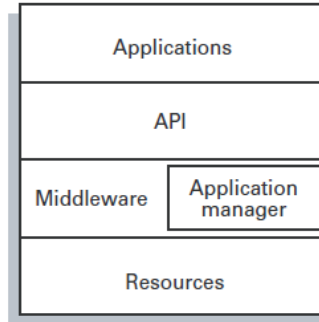 Applications
API
Middleware
Application
manager
Resources